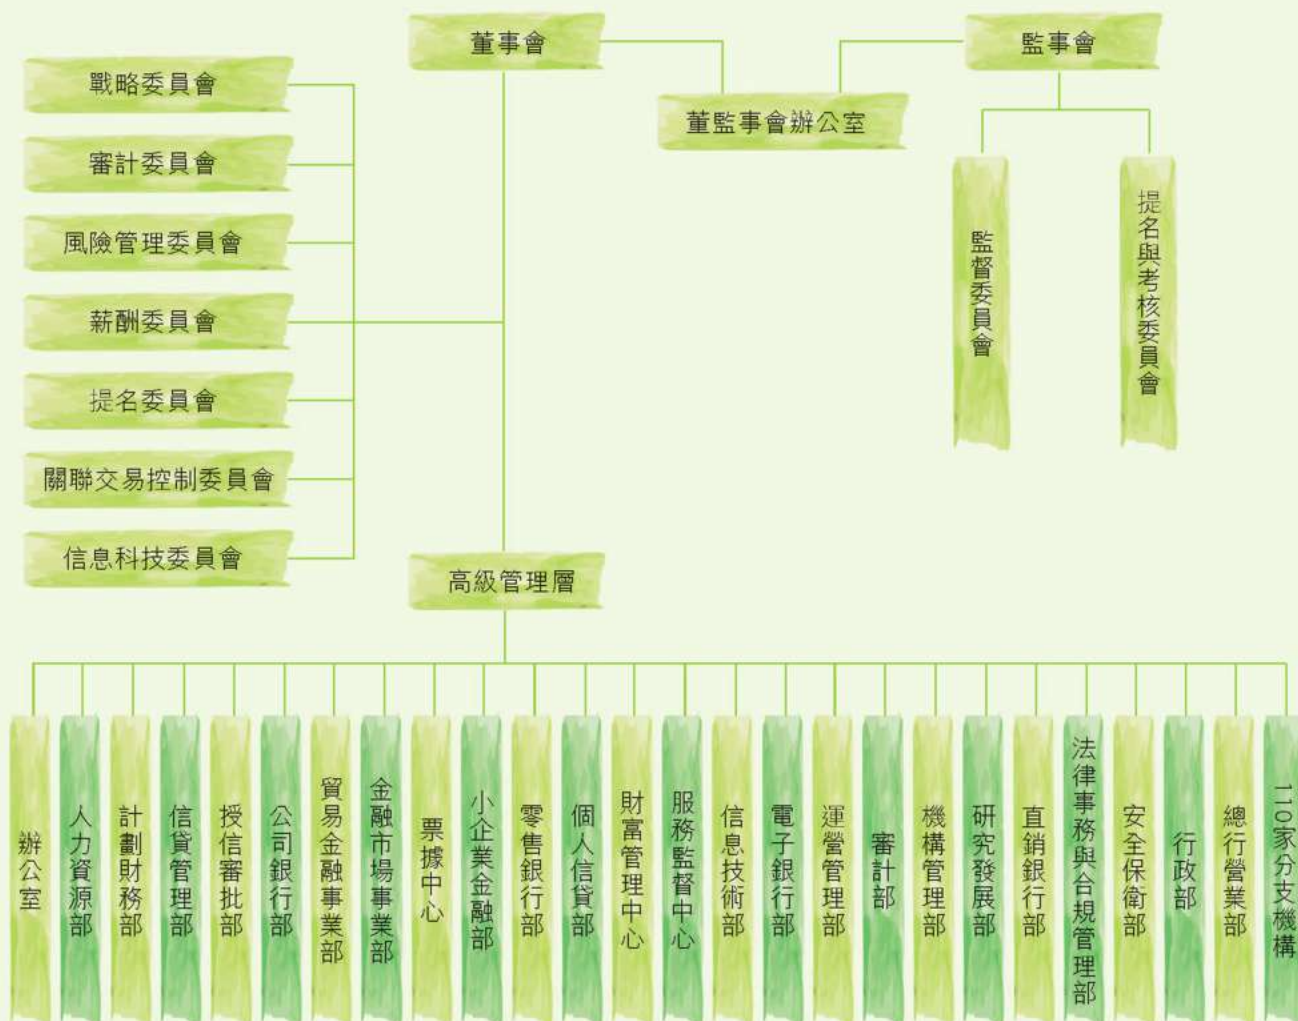 董事會
監事會
董監事會辦公室
戰略委員會
審計委員會
風險管理委員會
薪酬委員會
提名委員會
關聯交易控制委員會
信息科技委員會
監督委員會
提名與考核委員會
高級管理層
辦公室
人力資源部
計劃財務部
信貸管理部
授信審批部
公司銀行部
貿易金融事業部
金融市場事業部
票據中心
小企業金融部
零售銀行部
個人信貸部
財富管理中心
服務監督中心
信息技術部
電子銀行部
運營管理部
審計部
機構管理部
研究發展部
直銷銀行部
法律事務與合規管理部
安全保衛部
行政部
總行營業部
110家分支機構